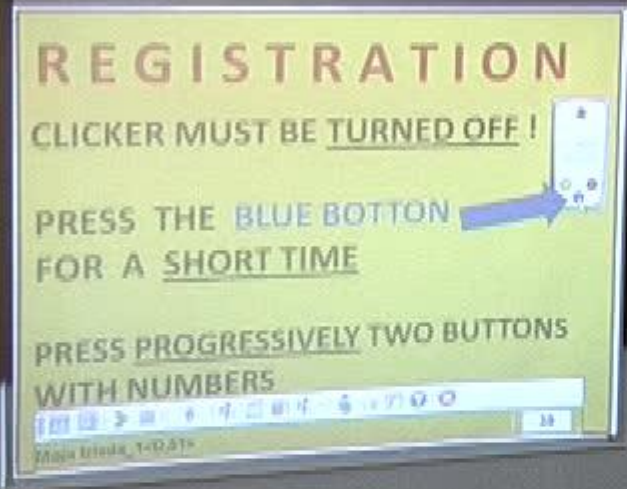 REGISTRATION
CLICKER MUST BE TURNED OFF !
PRESS THE BLUE BOTTON
FOR A SHORT TIME
PRESS PROGRESSIVELY TWO BUTTONS
WITH NUMBERS